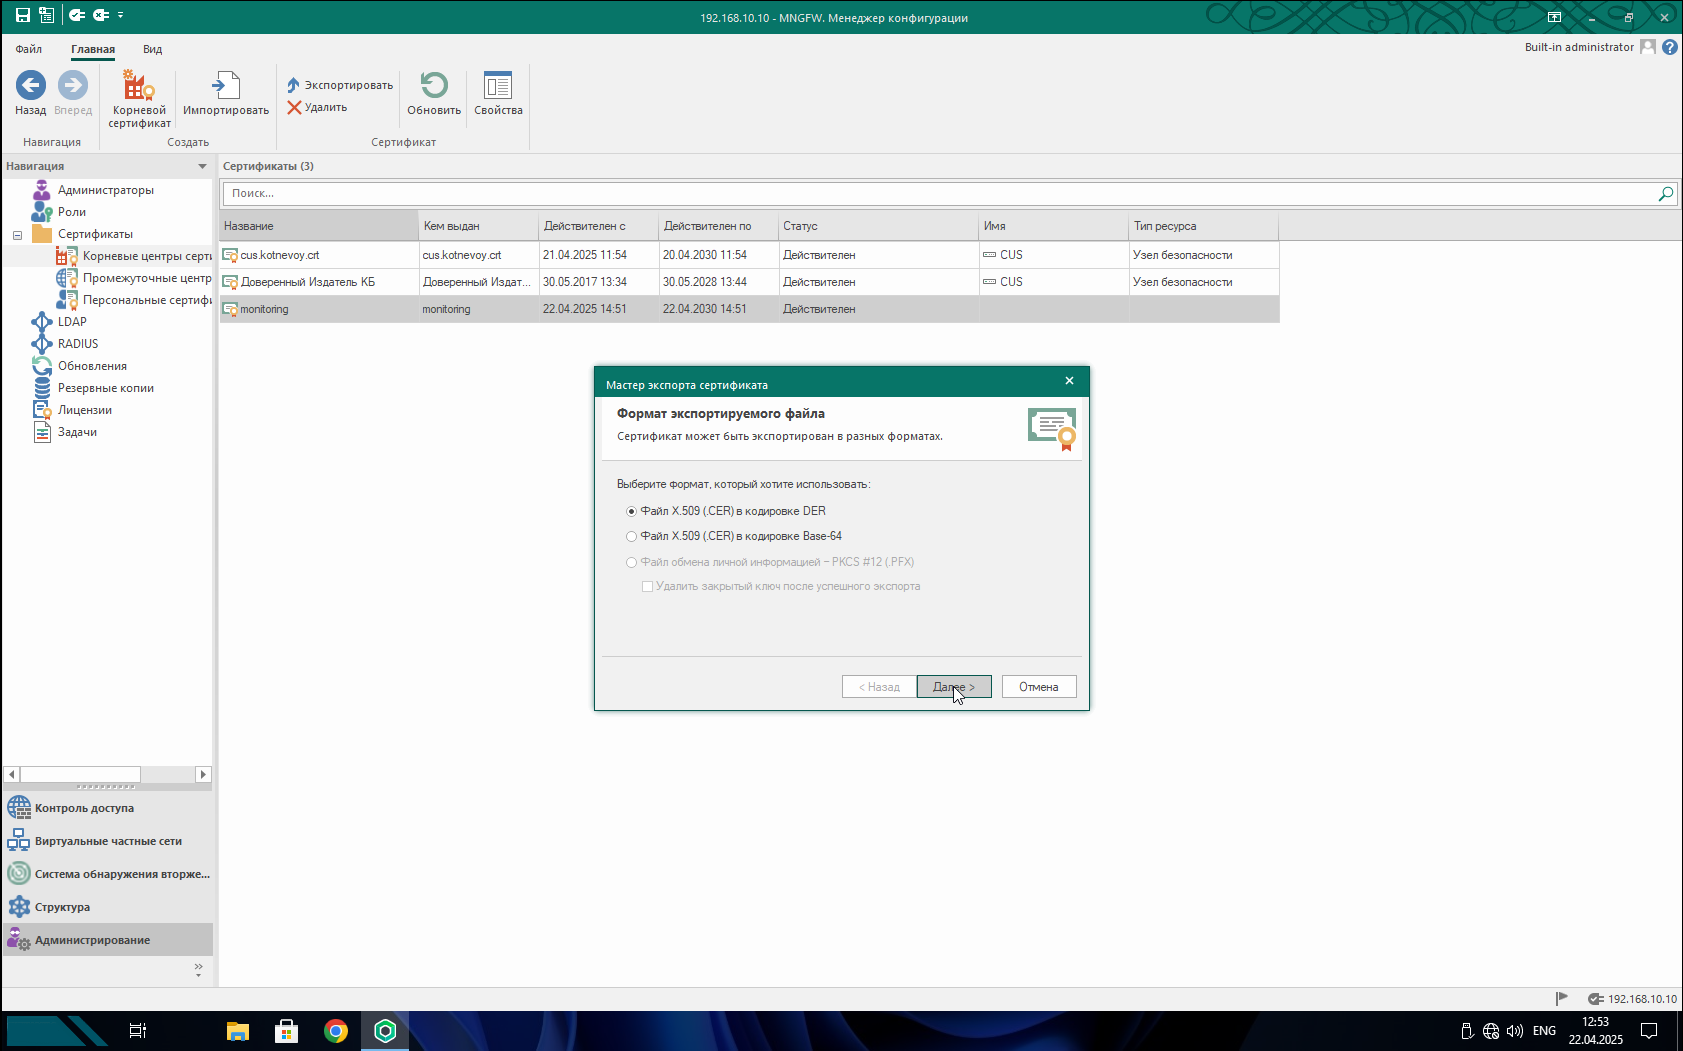 192.168.10.10 - MNGFW. Менеджер конфигурации
Файл
Главная
Вид
Built-in administrator
Назад
Вперед
Корневой
сертификат
Импортировать
Экспортировать
Удалить
Обновить
Свойства
Навигация
Создать
Сертификат
Навигация
Администраторы
Роли
Сертификаты
Корневые центры серти
Промежуточные центр
Персональные сертифи
LDAP
RADIUS
Обновления
Резервные копии
Лицензии
Задачи
Контроль доступа
Виртуальные частные сети
Система обнаружения вторже...
Структура
Администрирование
Сертификаты (3)
Поиск...
Название Кем выдан Действителен с Действителен по Статус Имя Тип ресурса
cus.kotnevoy.crt cus.kotnevoy.crt 21.04.2025 11:54 20.04.2030 11:54 Действителен CUS Узел безопасности
Доверенный Издатель КБ Доверенный Издат... 30.05.2017 13:34 30.05.2028 13:44 Действителен CUS Узел безопасности
monitoring monitoring 22.04.2025 14:51 22.04.2030 14:51 Действителен
Мастер экспорта сертификата
Формат экспортируемого файла
Сертификат может быть экспортирован в разных форматах.
Выберите формат, который хотите использовать:
Файл X.509 (.CER) в кодировке DER
Файл X.509 (.CER) в кодировке Base-64
Файл обмена личной информацией – PKCS #12 (.PFX)
Удалить закрытый ключ после успешного экспорта
< Назад
Далее >
Отмена
192.168.10.10
ENG
12:53
22.04.2025